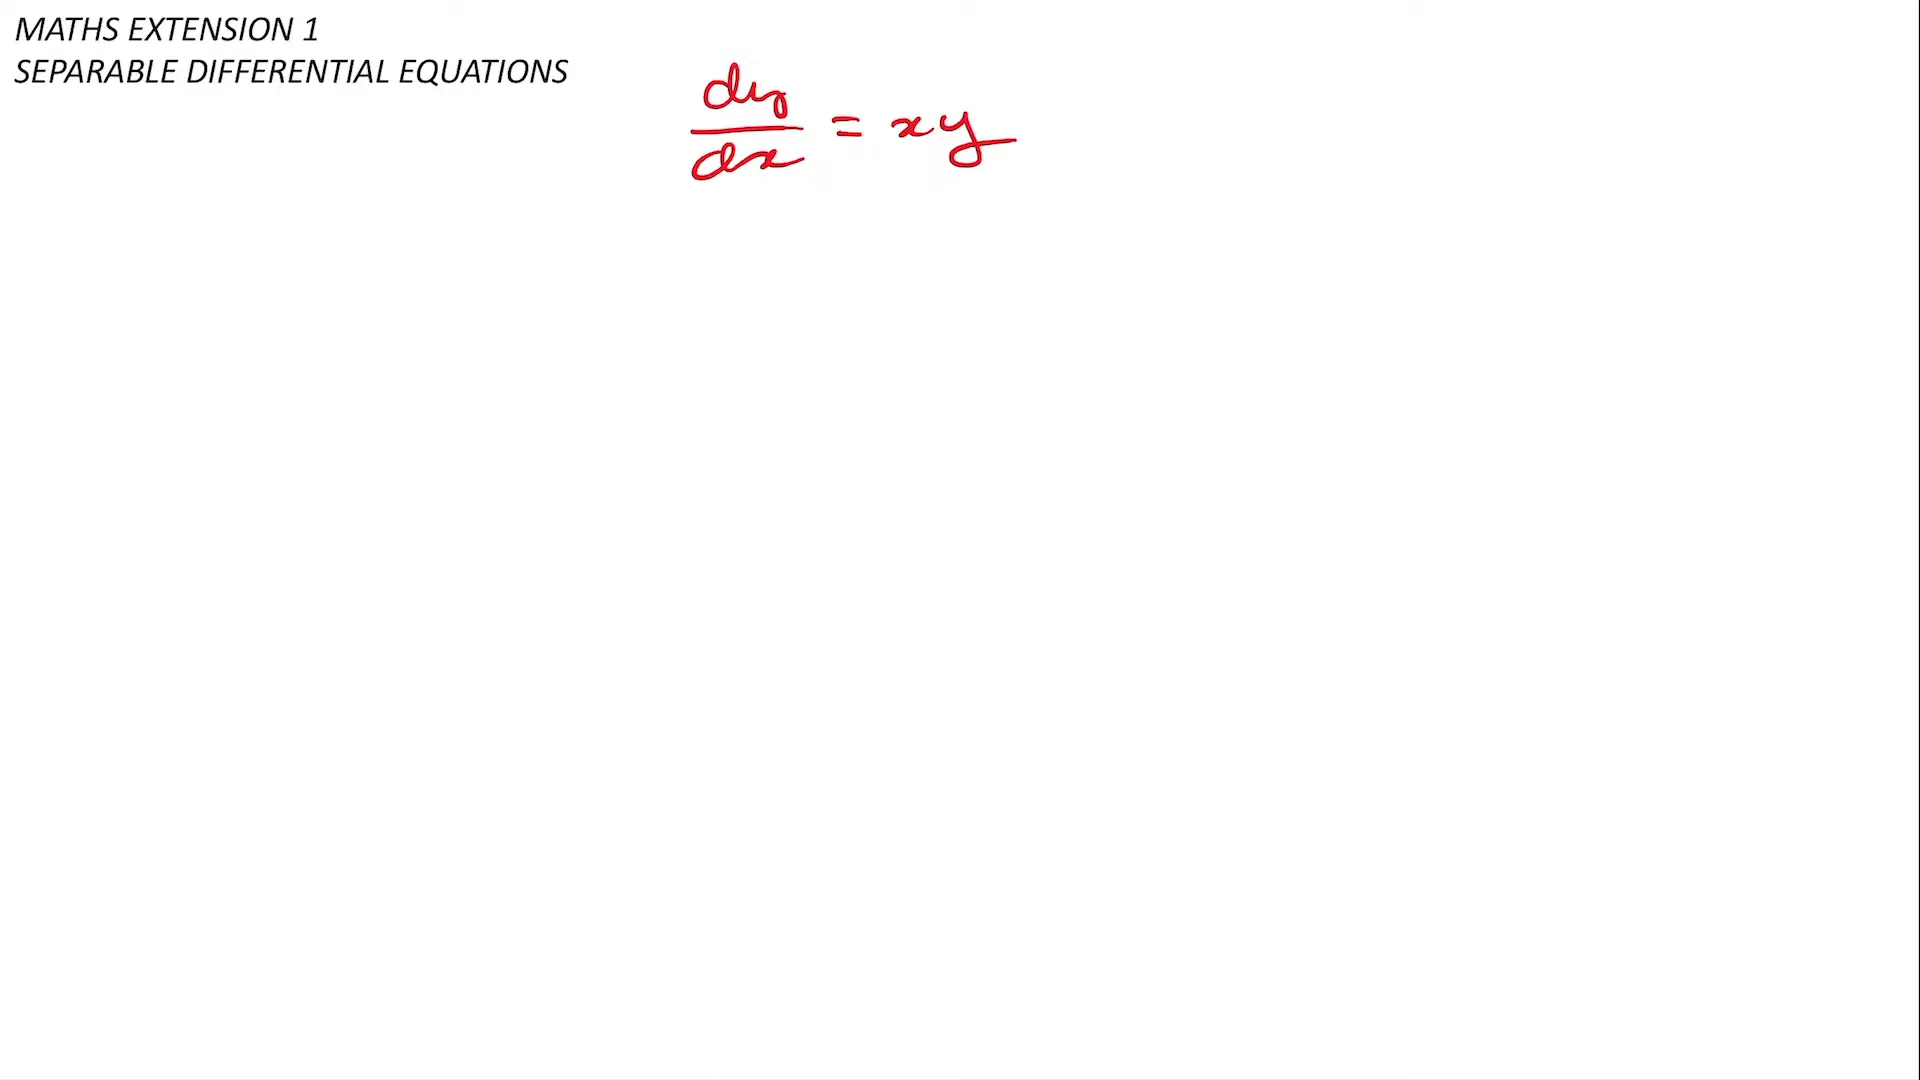 MATHS EXTENSION 1
SEPARABLE DIFFERENTIAL EQUATIONS
dy/dx = xy